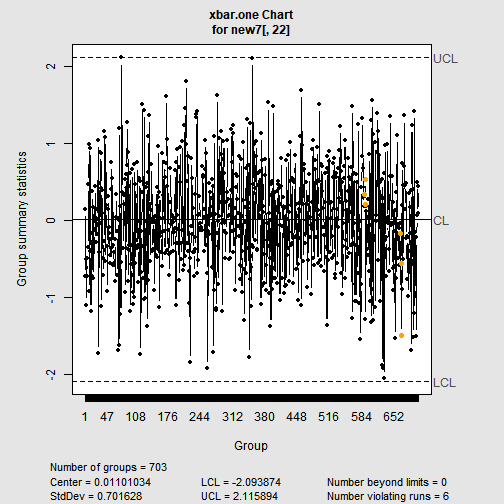 xbar.one Chart
for new7[, 22]
UCL
2
1
0
-1
-2
CL
LCL
Group summary statistics
1 47 108 176 244 312 380 448 516 584 652
Group
Number of groups = 703
Center = 0.01101034 LCL = -2.093874 Number beyond limits = 0
StdDev = 0.701628 UCL = 2.115894 Number violating runs = 6